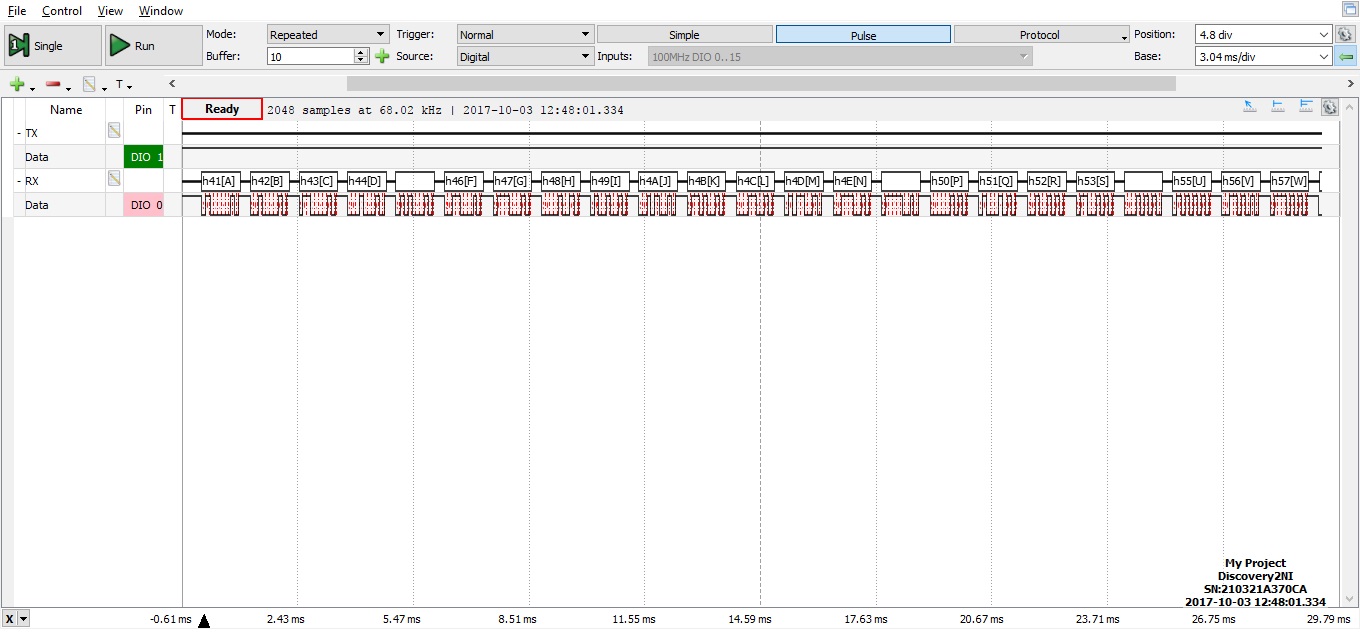 File Control View Window
Single Run Mode: Repeated Trigger: Normal Simple Pulse Protocol Position: 4.8 div
Buffer: 10 Source: Digital Inputs: 100MHz DIO 0..15 Base: 3.04 ms/div
T
Name Pin T Ready 2048 samples at 68.02 kHz | 2017-10-03 12:48:01.334
- TX
Data DIO 1
- RX h41[A] h42[B] h43[C] h44[D] h46[F] h47[G] h48[H] h49[I] h4A[J] h4B[K] h4C[L] h4D[M] h4E[N] h50[P] h51[Q] h52[R] h53[S] h55[U] h56[V] h57[W]
Data DIO 0
My Project
Discovery2NI
SN:210321A370CA
2017-10-03 12:48:01.334
X -0.61 ms 2.43 ms 5.47 ms 8.51 ms 11.55 ms 14.59 ms 17.63 ms 20.67 ms 23.71 ms 26.75 ms 29.79 ms